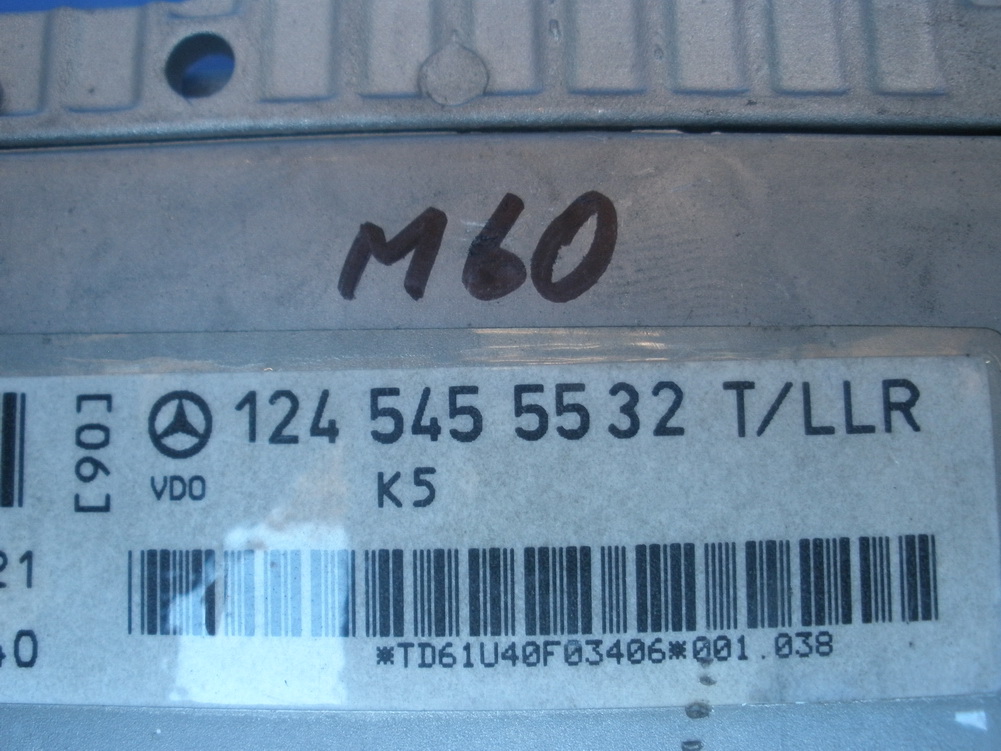 M60
[90]
124 545 55 32 T/LLR
VDO
K5
21
40
*TD61U40F03406*001.038